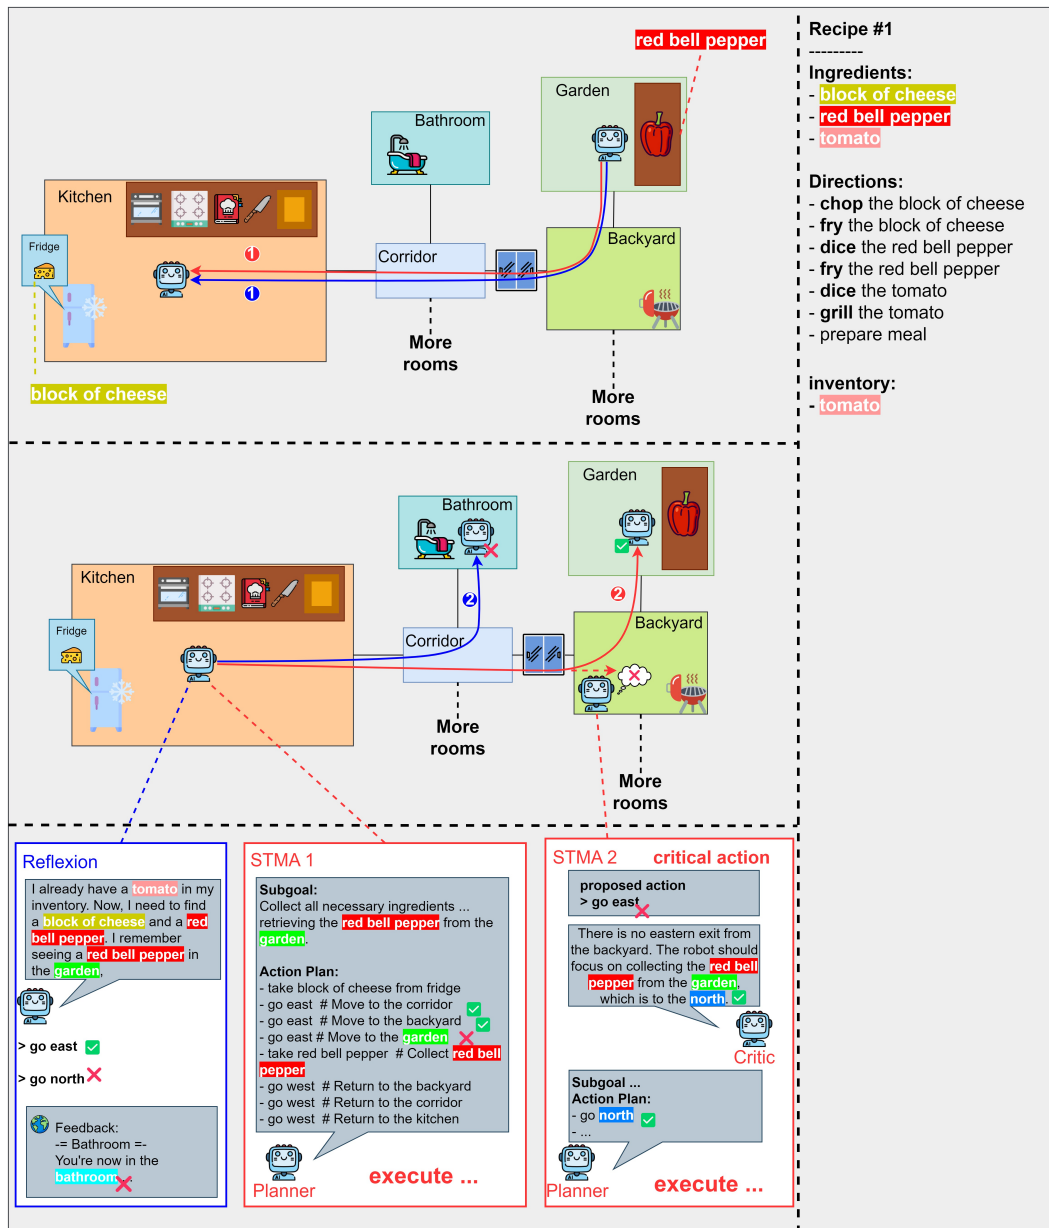 red bell pepper
Garden
Bathroom
Kitchen
Fridge
Corridor
Backyard
1
1
More
rooms
More
rooms
block of cheese
Recipe #1
---------
Ingredients:
- block of cheese
- red bell pepper
- tomato
Directions:
- chop the block of cheese
- fry the block of cheese
- dice the red bell pepper
- fry the red bell pepper
- dice the tomato
- grill the tomato
- prepare meal
inventory:
- tomato
Garden
Bathroom
Kitchen
2
2
Fridge
Corridor
Backyard
More
rooms
More
rooms
Reflexion
I already have a tomato in my
inventory. Now, I need to find
a block of cheese and a red
bell pepper. I remember
seeing a red bell pepper in
the garden,
> go east
> go north
Feedback:
-= Bathroom =-
You're now in the
bathroom
STMA 1
Subgoal:
Collect all necessary ingredients ...
retrieving the red bell pepper from the
garden.
Action Plan:
- take block of cheese from fridge
- go east # Move to the corridor
- go east # Move to the backyard
- go east # Move to the garden
- take red bell pepper # Collect red bell
pepper
- go west # Return to the backyard
- go west # Return to the corridor
- go west # Return to the kitchen
Planner
execute ...
STMA 2
critical action
proposed action
> go east
There is no eastern exit from
the backyard. The robot should
focus on collecting the red bell
pepper from the garden,
which is to the north.
Critic
Subgoal ...
Action Plan:
- go north
- ...
Planner
execute ...